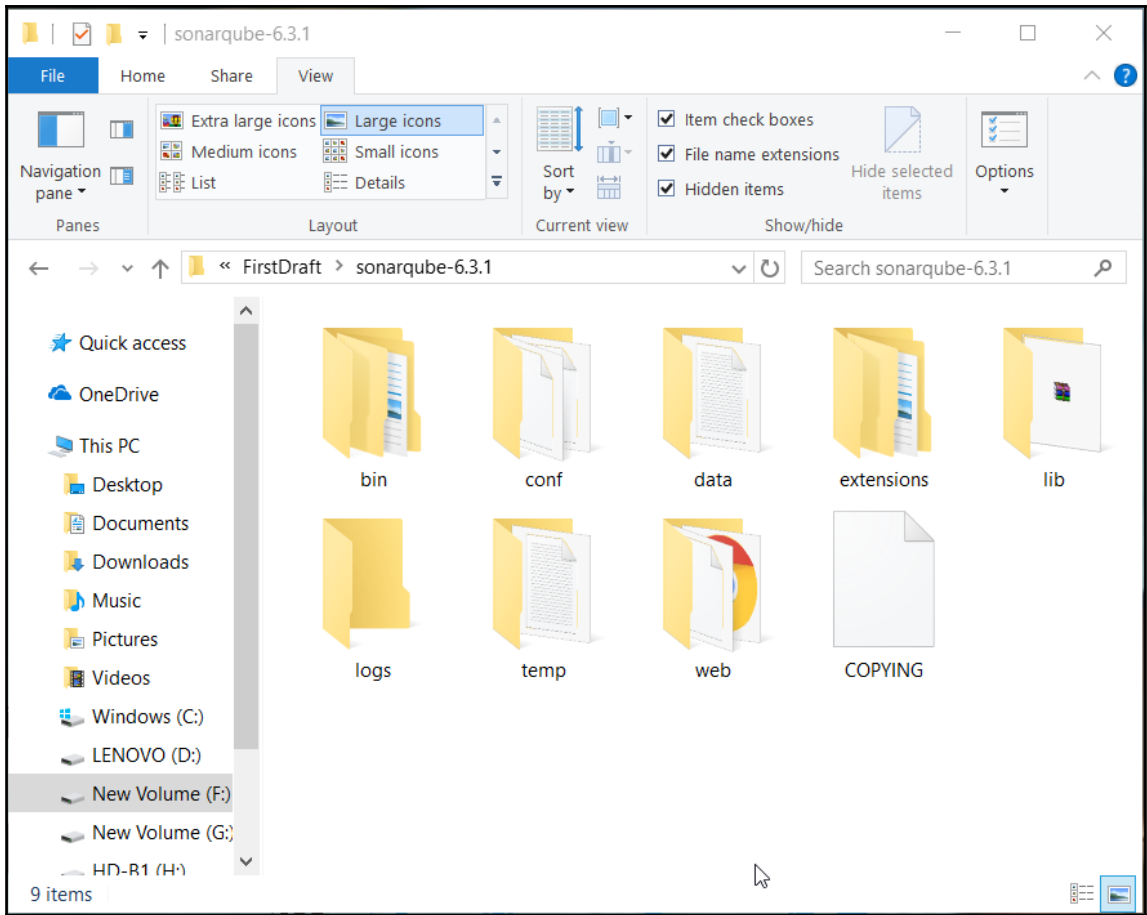 sonarqube-6.3.1
File Home Share View
Extra large icons Large icons
Medium icons Small icons
List Details
Navigation pane
Sort by
Item check boxes
File name extensions
Hidden items
Hide selected items
Options
Panes Layout Current view Show/hide
« FirstDraft > sonarqube-6.3.1 Search sonarqube-6.3.1
Quick access
OneDrive
This PC
Desktop
Documents
Downloads
Music
Pictures
Videos
Windows (C:)
LENOVO (D:)
New Volume (F:)
New Volume (G:)
HD-B1 (H:)
bin conf data extensions lib
logs temp web COPYING
9 items